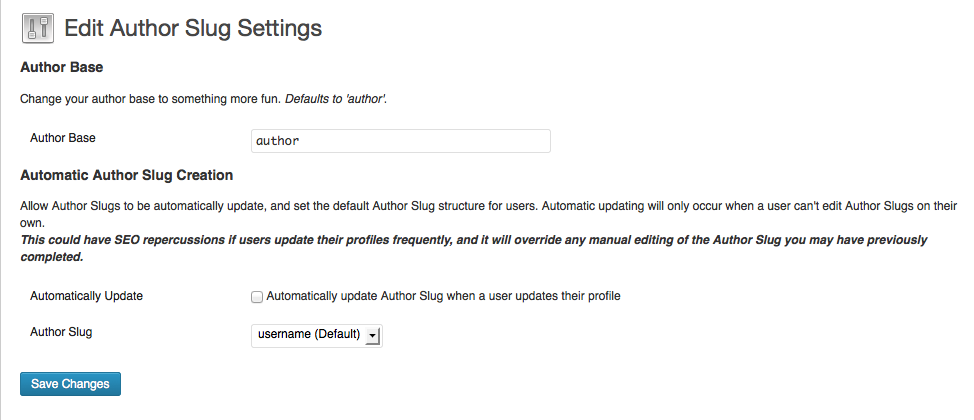 Edit Author Slug Settings
Author Base
Change your author base to something more fun. Defaults to 'author'.
Author Base
author
Automatic Author Slug Creation
Allow Author Slugs to be automatically update, and set the default Author Slug structure for users. Automatic updating will only occur when a user can't edit Author Slugs on their
own.
This could have SEO repercussions if users update their profiles frequently, and it will override any manual editing of the Author Slug you may have previously
completed.
Automatically Update
Automatically update Author Slug when a user updates their profile
Author Slug
username (Default)
Save Changes